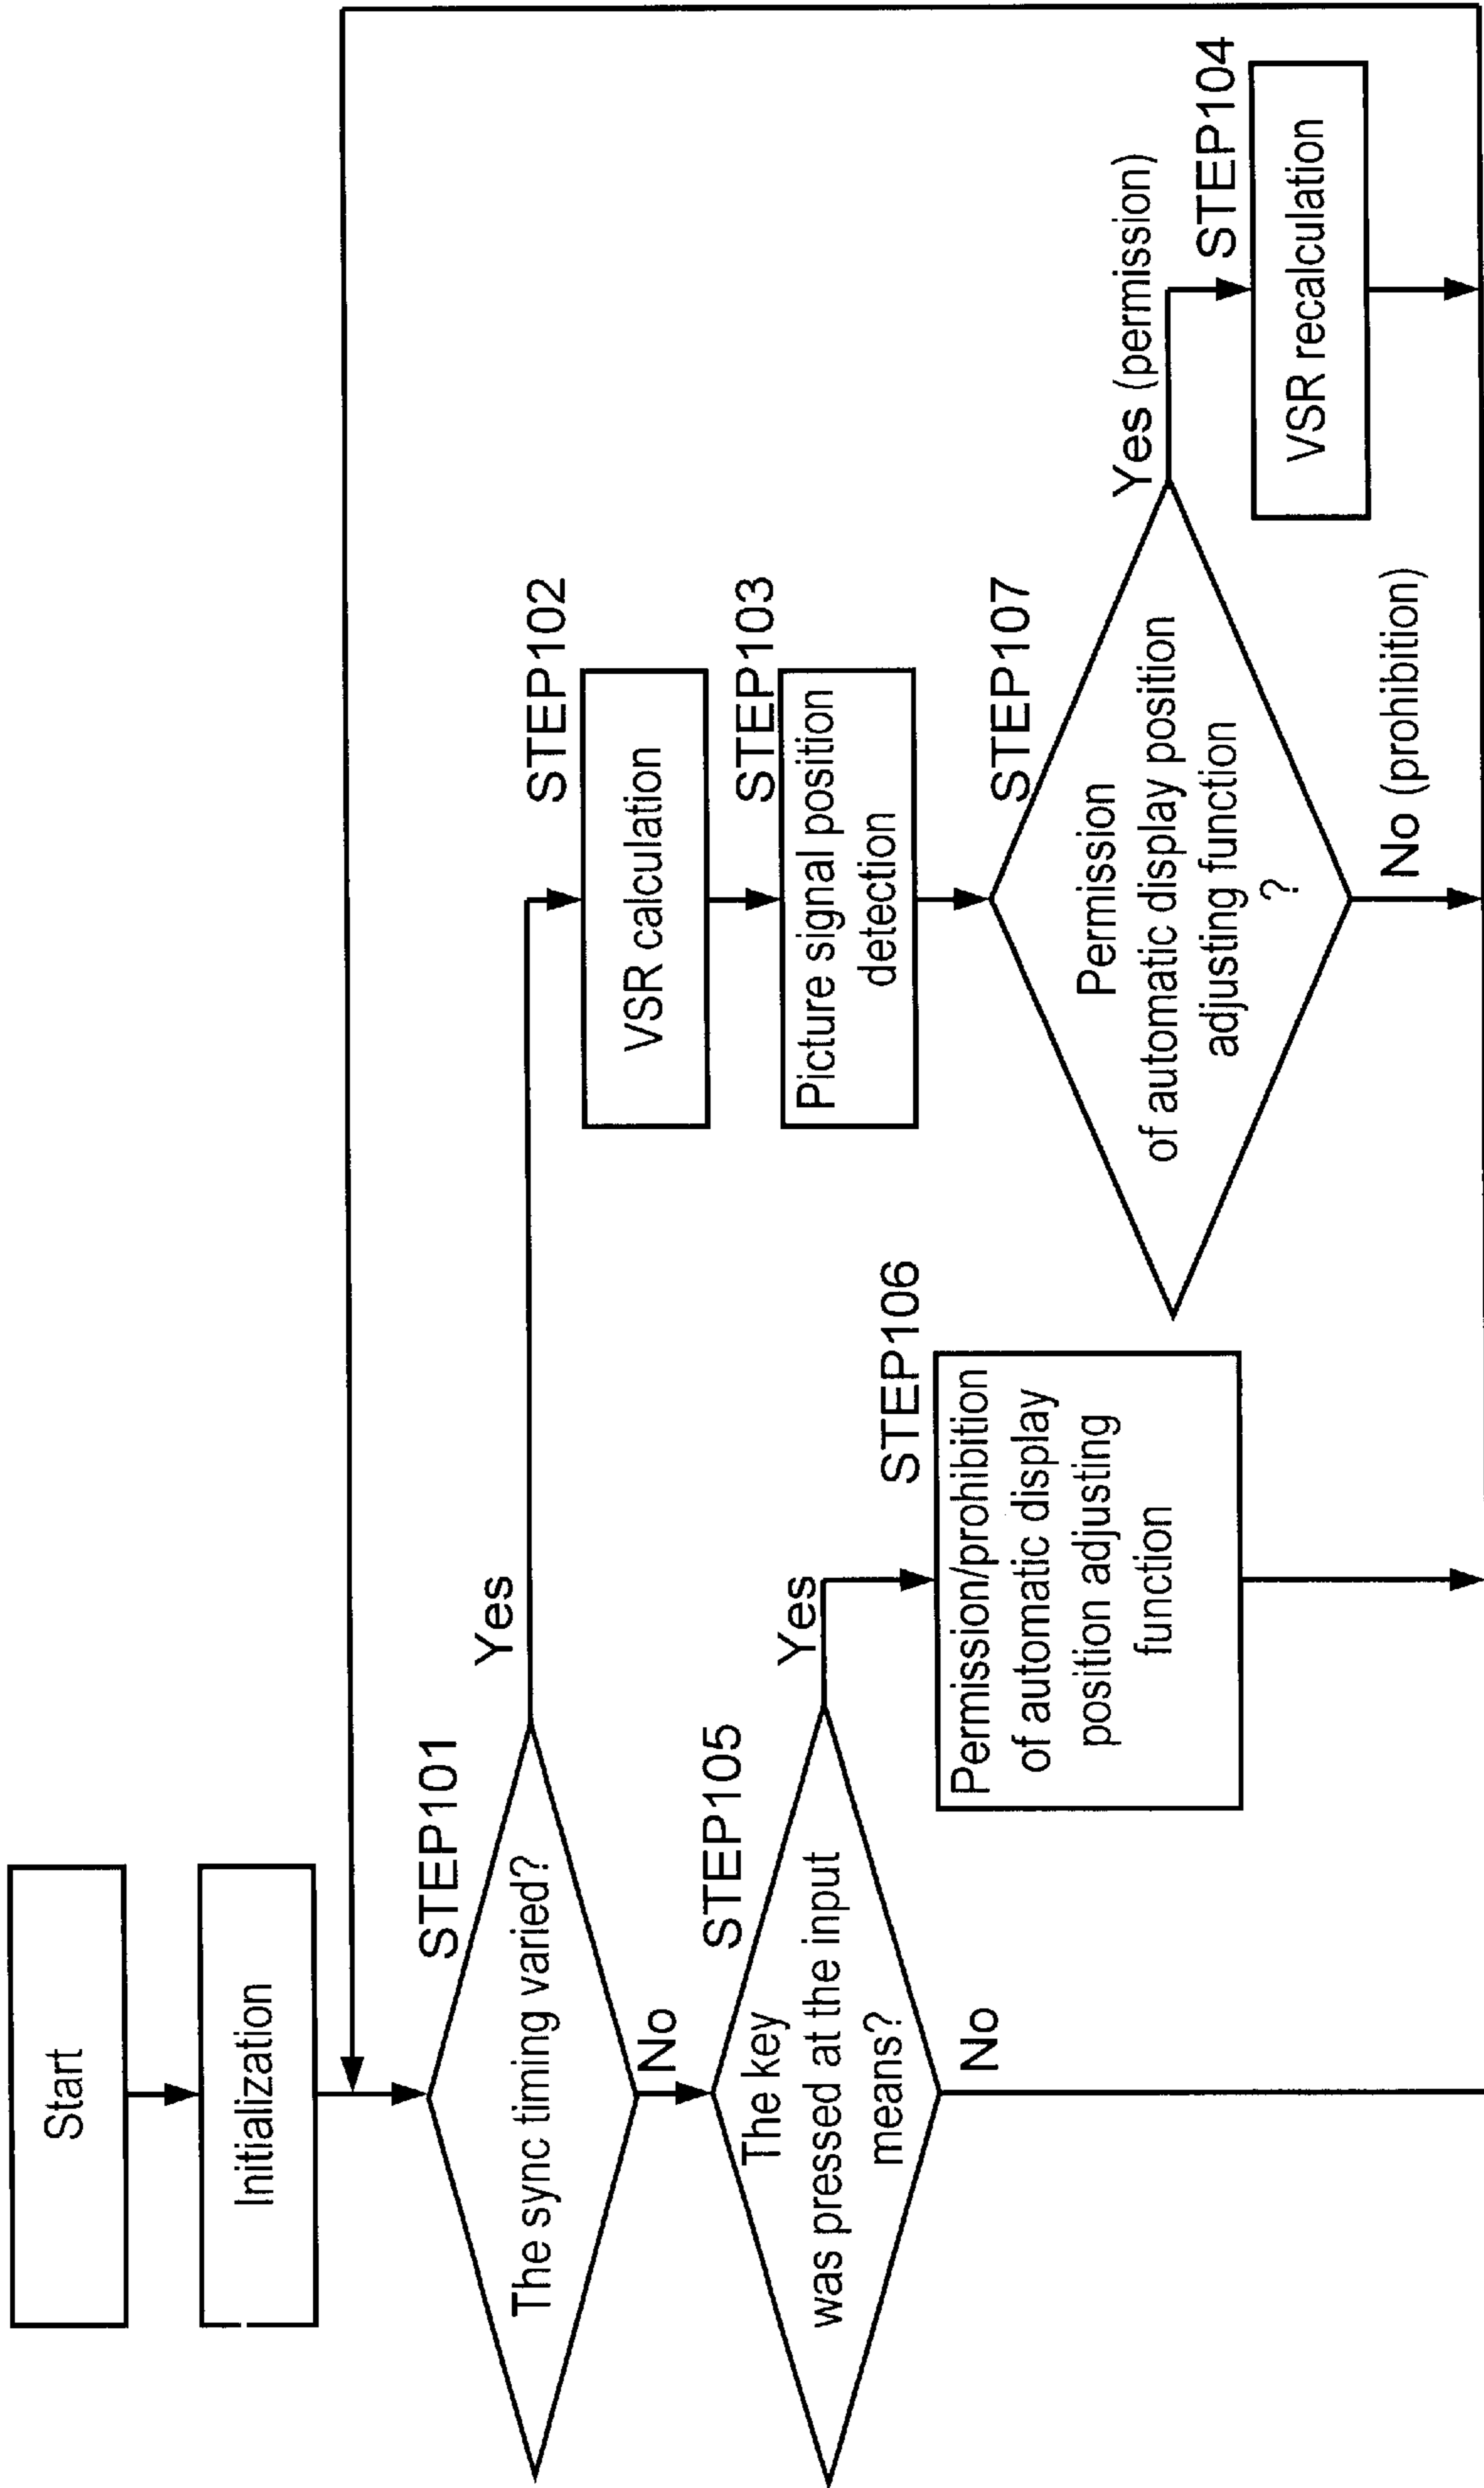 Start
Initialization
STEP101
The sync timing varied?
Yes
No
STEP105
The key
was pressed at the input
means?
Yes
No
STEP106
Permission/prohibition
of automatic display
position adjusting
function
STEP102
VSR calculation
STEP103
Picture signal position
detection
STEP107
Permission
of automatic display position
adjusting function
?
Yes (permission)
No (prohibition)
STEP104
VSR recalculation